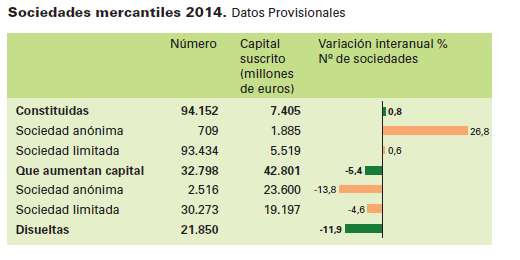 Sociedades mercantiles 2014. Datos Provisionales
Número Capital suscrito (millones de euros) Variación interanual % Nº de sociedades
Constituidas 94.152 7.405 0,8
Sociedad anónima 709 1.885 26,8
Sociedad limitada 93.434 5.519 0,6
Que aumentan capital 32.798 42.801 -5,4
Sociedad anónima 2.516 23.600 -13,8
Sociedad limitada 30.273 19.197 -4,6
Disueltas 21.850 -11,9